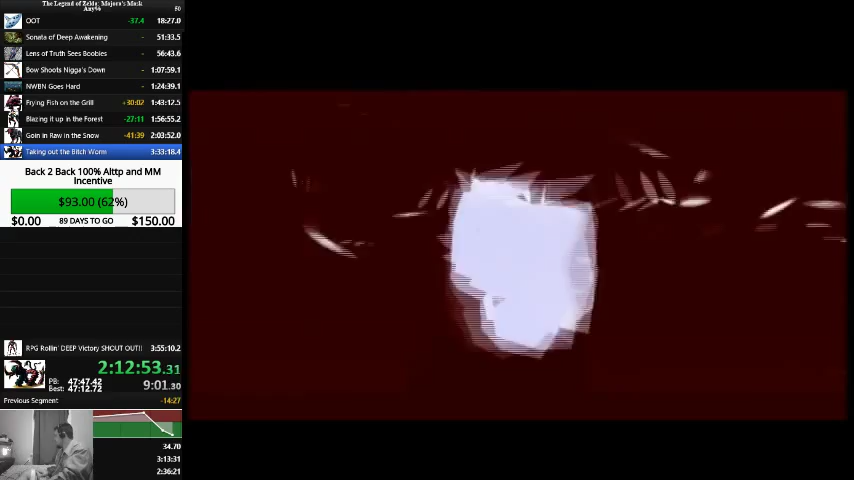 The Legend of Zelda: Majora's Mask
Any% 50
OOT -37.4 18:27.0
Sonata of Deep Awakening - 51:33.5
Lens of Truth Sees Boobies - 56:43.6
Bow Shoots Nigga's Down - 1:07:59.1
NWBN Goes Hard - 1:24:39.1
Frying Fish on the Grill +30:02 1:43:12.5
Blazing it up in the Forest -27:11 1:56:55.2
Goin in Raw in the Snow -41:39 2:03:52.0
Taking out the Bitch Worm 3:33:18.4
Back 2 Back 100% Alttp and MM
Incentive
$93.00 (62%)
$0.00 89 DAYS TO GO $150.00
RPG Rollin' DEEP Victory SHOUT OUT!! 3:55:10.2
2:12:53.31
PB: 47:47.42 9:01.30
Best: 47:12.72
Previous Segment -14:27
34.70
3:13:31
2:36:21